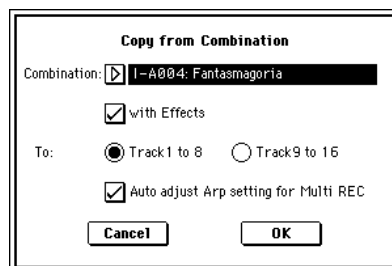 Copy from Combination
Combination: I-A004: Fantasmagoria
with Effects
To: Track1 to 8 Track9 to 16
Auto adjust Arp setting for Multi REC
Cancel OK